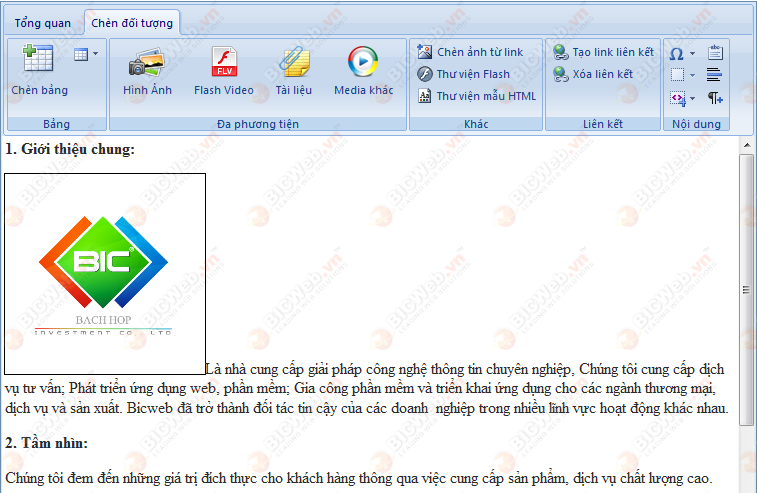 Tổng quan Chèn đối tượng
Chèn bảng
Hình Ảnh
FLV
Flash Video
Tài liệu
Media khác
Chèn ảnh từ link
Thư viện Flash
Thư viện mẫu HTML
Tạo link liên kết
Xóa liên kết
Bảng Đa phương tiện Khác Liên kết Nội dung
1. Giới thiệu chung:
BIC®
BACH HOP
INVESTMENT CO., LTD.
Là nhà cung cấp giải pháp công nghệ thông tin chuyên nghiệp, Chúng tôi cung cấp dịch
vụ tư vấn; Phát triển ứng dụng web, phần mềm; Gia công phần mềm và triển khai ứng dụng cho các ngành thương mại,
dịch vụ và sản xuất. Bicweb đã trở thành đối tác tin cậy của các doanh nghiệp trong nhiều lĩnh vực hoạt động khác nhau.
2. Tầm nhìn:
Chúng tôi đem đến những giá trị đích thực cho khách hàng thông qua việc cung cấp sản phẩm, dịch vụ chất lượng cao.
BICWeb.vn™
LEADING WEB SOLUTIONS